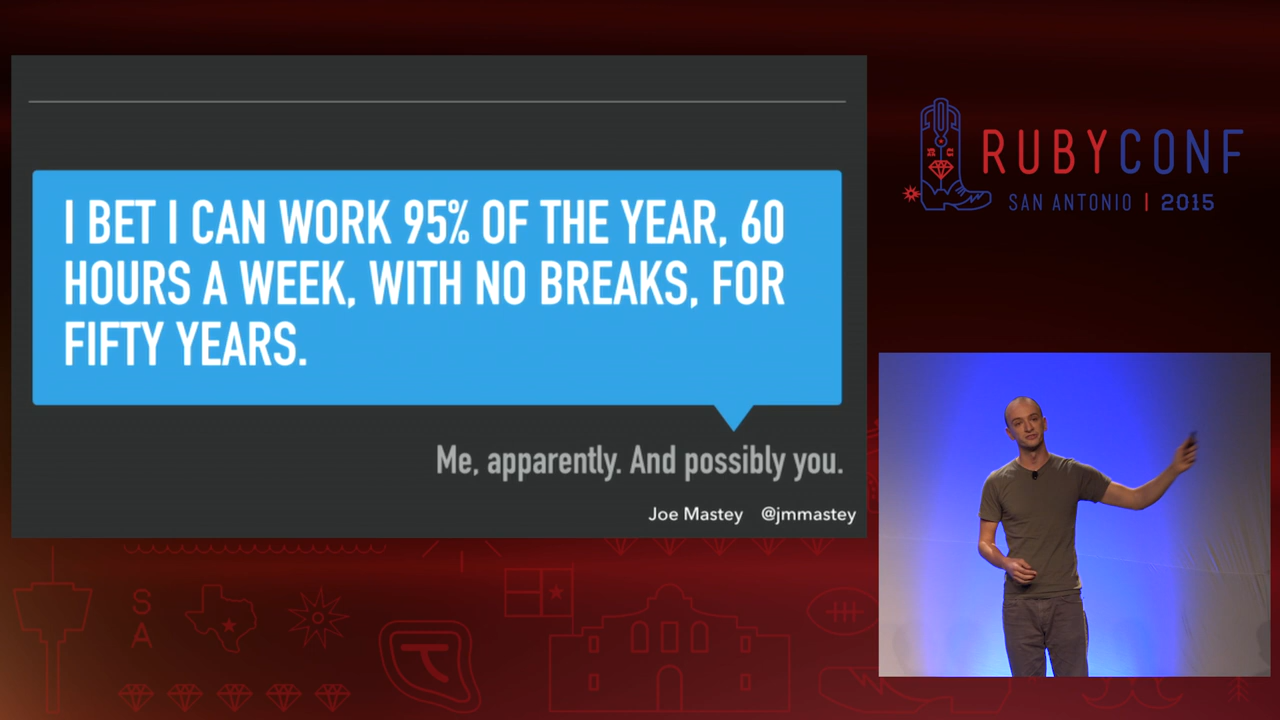 I BET I CAN WORK 95% OF THE YEAR, 60
HOURS A WEEK, WITH NO BREAKS, FOR
FIFTY YEARS.
Me, apparently. And possibly you.
Joe Mastey @jmmastey
RUBYCONF
SAN ANTONIO | 2015
R C
S
A